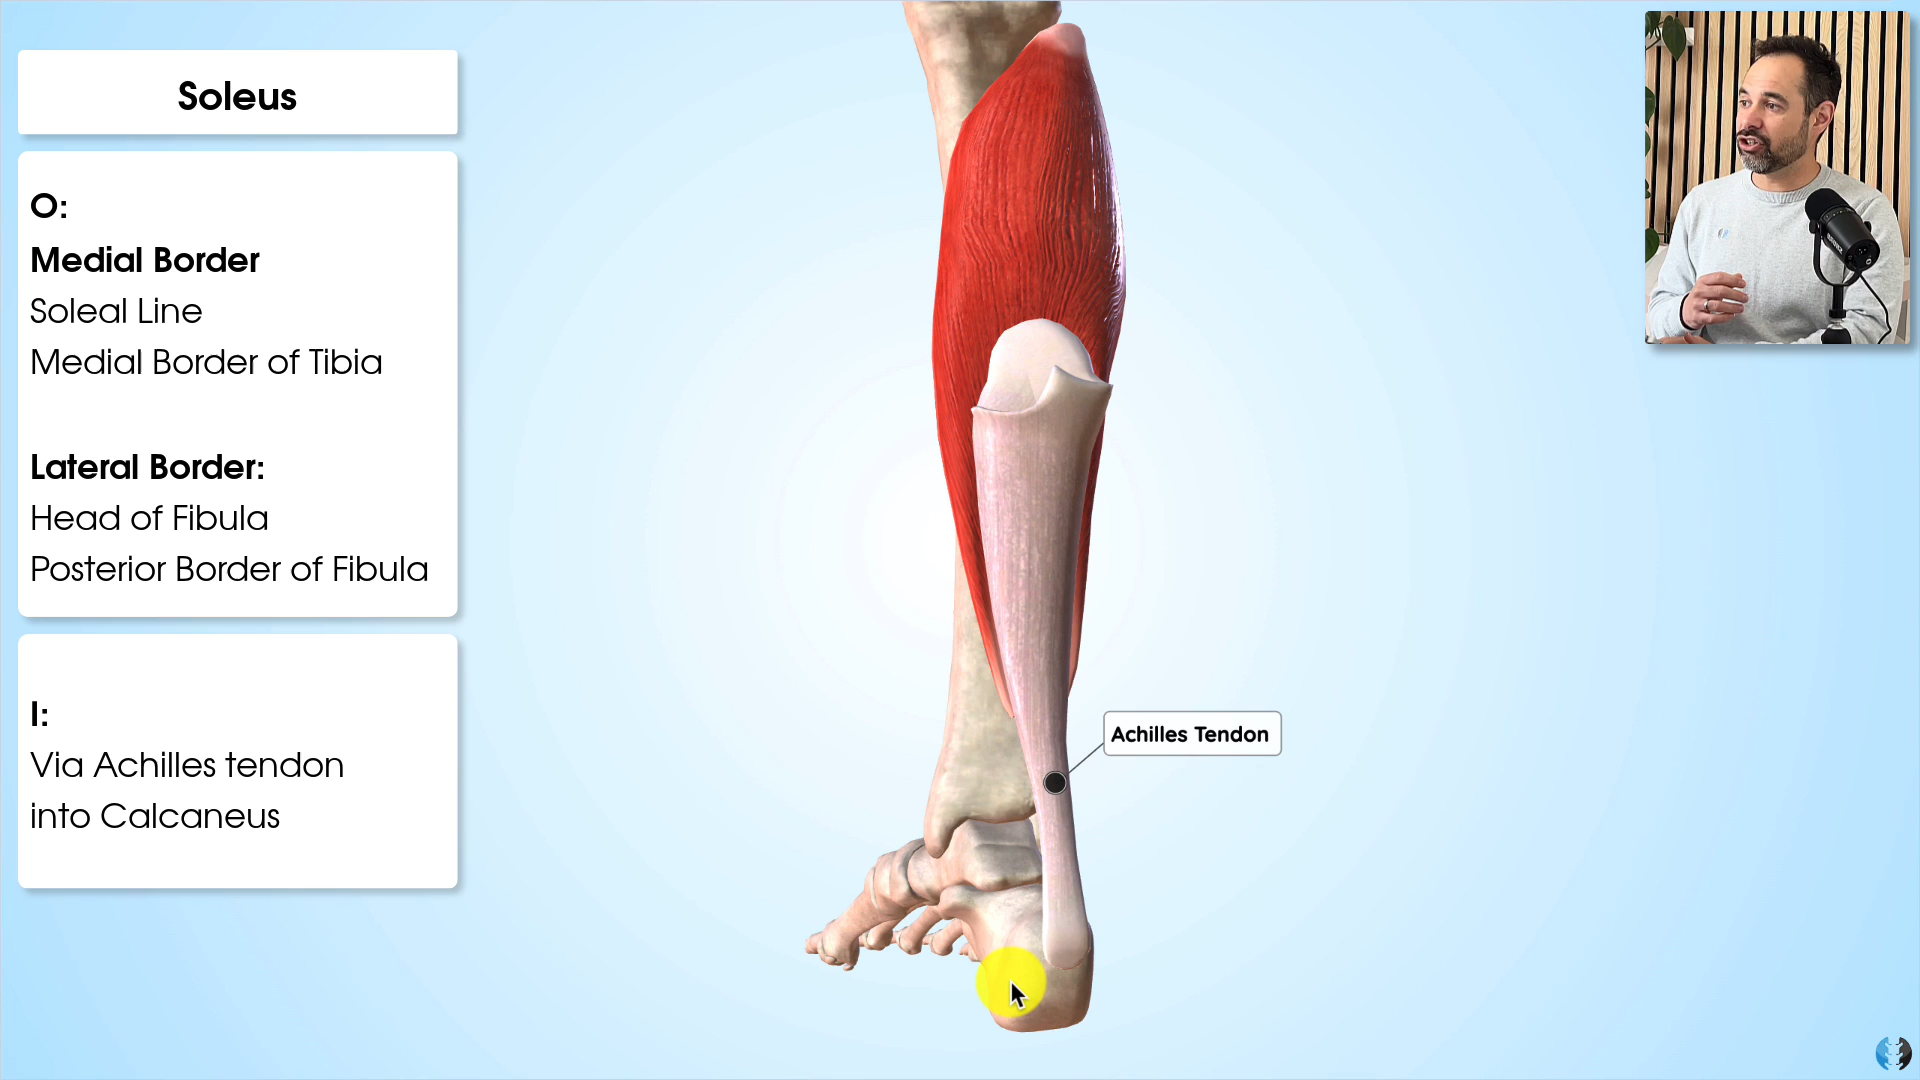 Soleus
O:
Medial Border
Soleal Line
Medial Border of Tibia
Lateral Border:
Head of Fibula
Posterior Border of Fibula
I:
Via Achilles tendon
into Calcaneus
Achilles Tendon